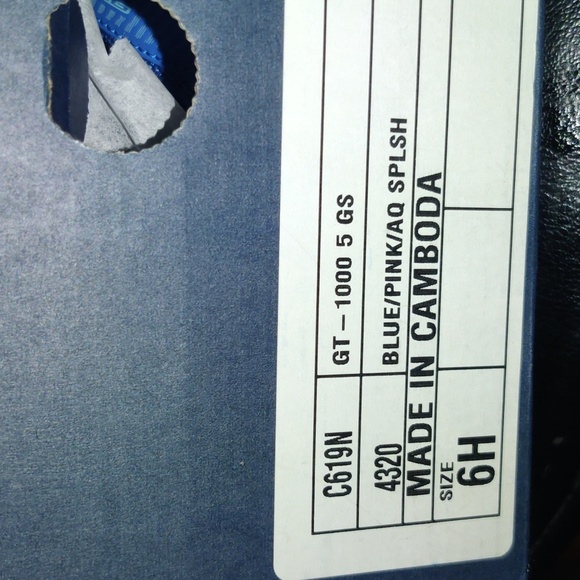 C619N GT-1000 5 GS
4320 BLUE/PINK/AQ SPLSH
MADE IN CAMBODA
SIZE
6H